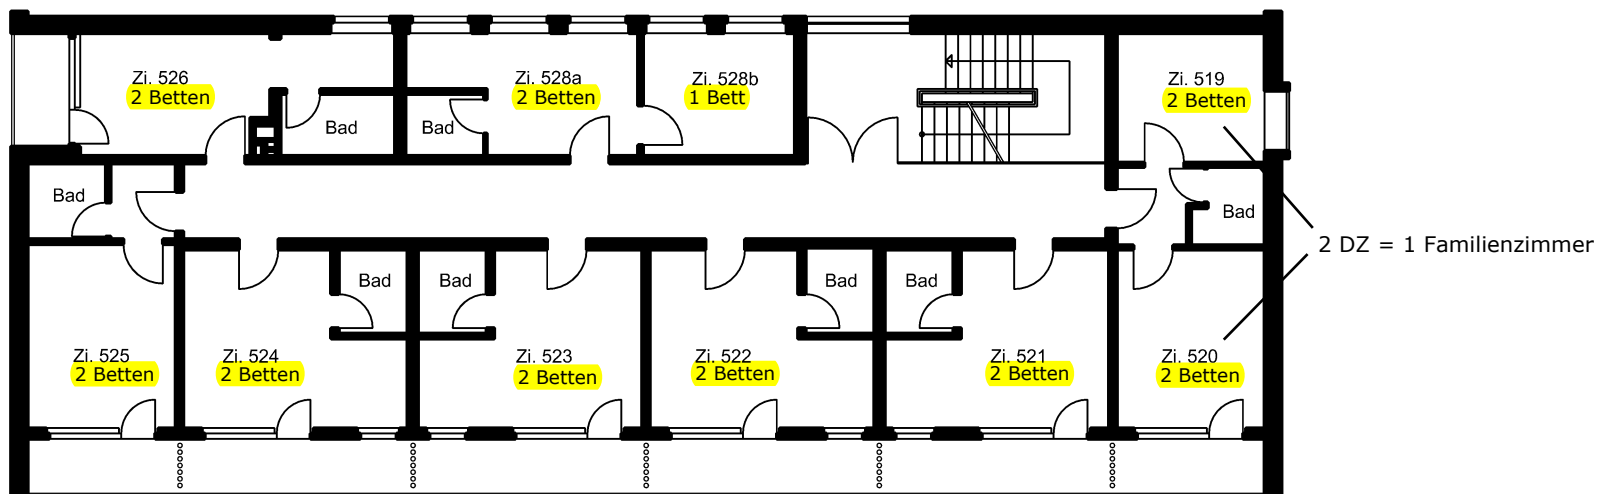 Zi. 526
2 Betten
Bad
Bad
Zi. 528a
2 Betten
Zi. 528b
1 Bett
Zi. 519
2 Betten
Bad
Bad
2 DZ = 1 Familienzimmer
Bad
Bad
Bad
Bad
Zi. 525
2 Betten
Zi. 524
2 Betten
Zi. 523
2 Betten
Zi. 522
2 Betten
Zi. 521
2 Betten
Zi. 520
2 Betten